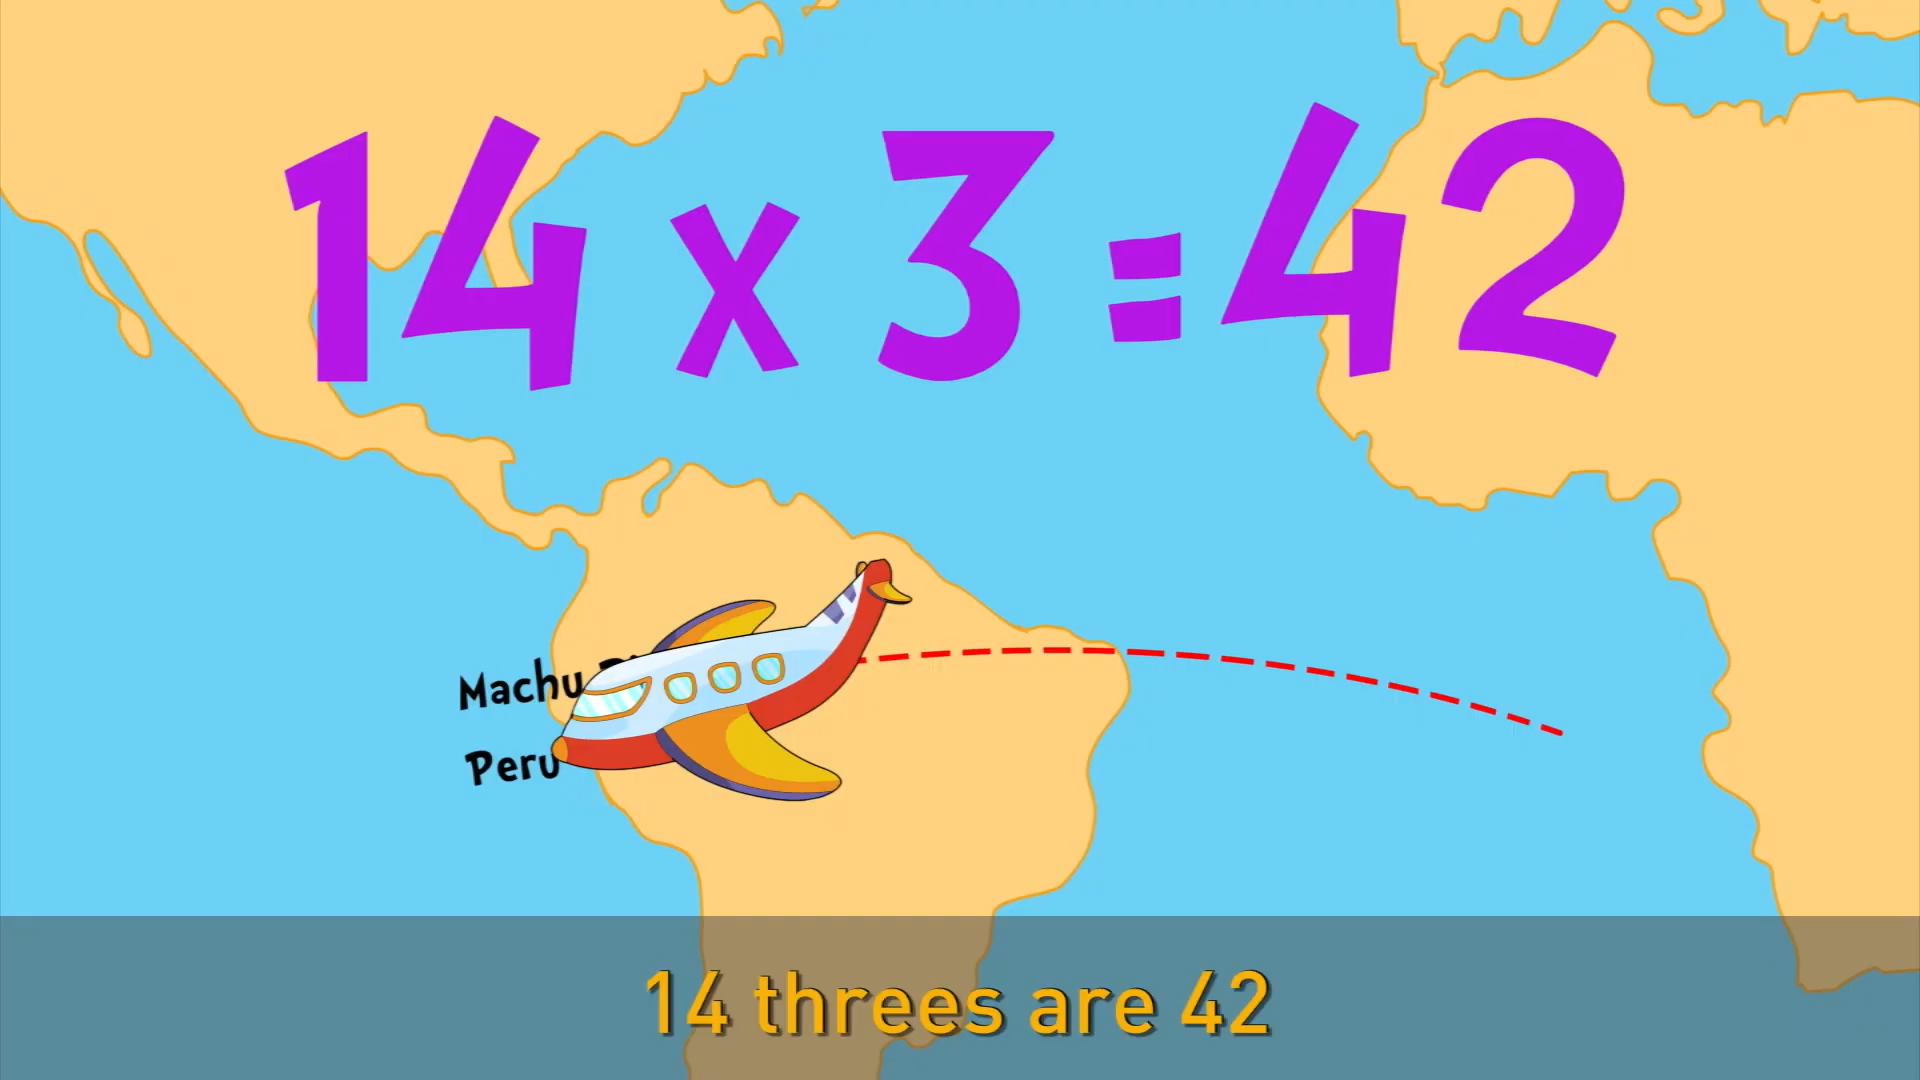 14 x 3 = 42
Machu
Peru
14 threes are 42